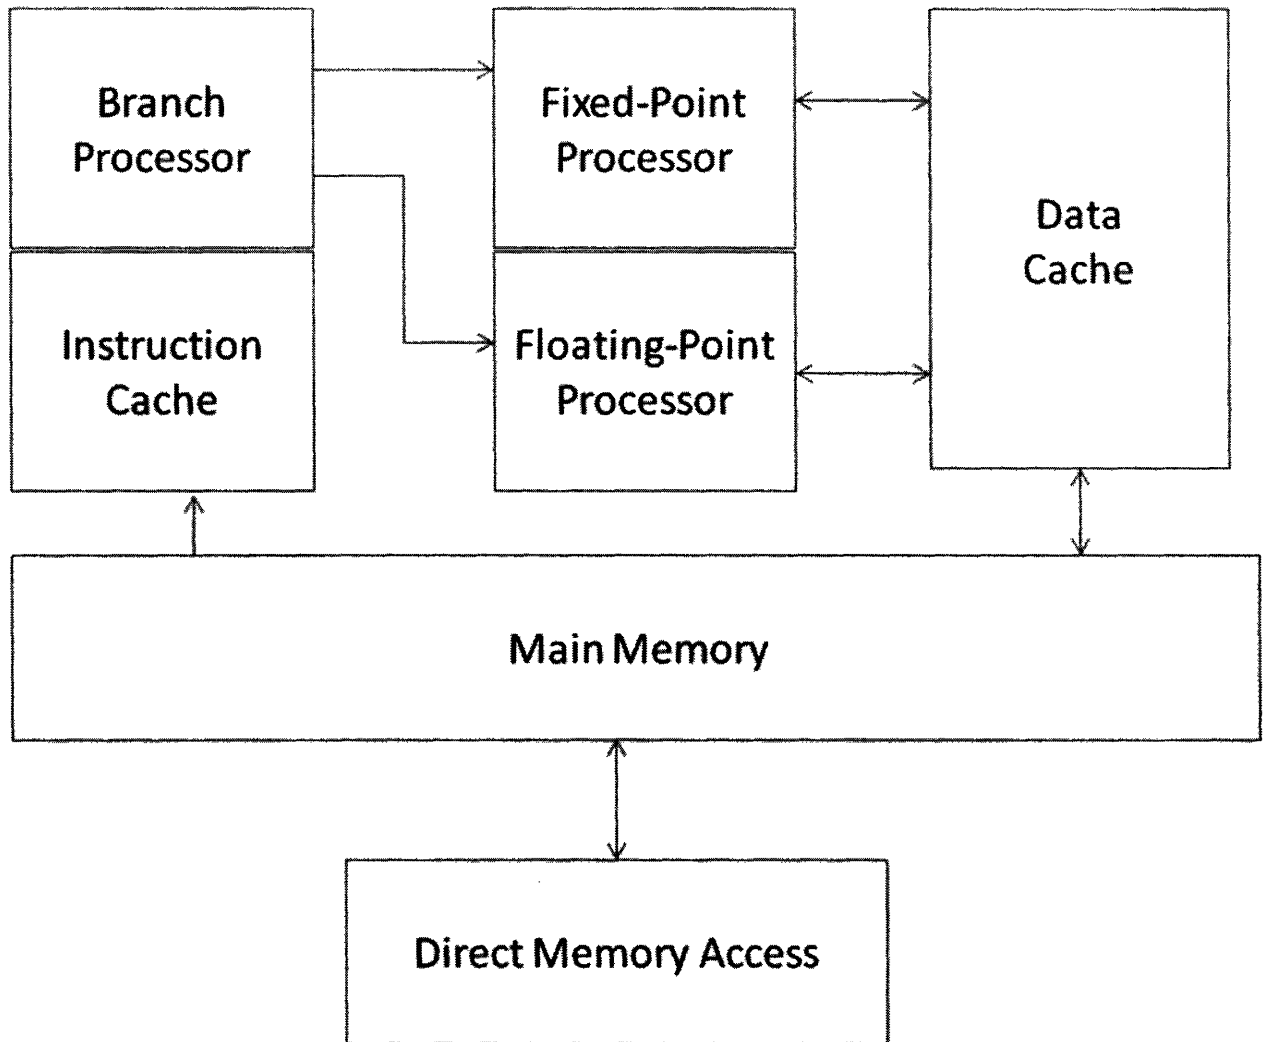 Branch
Processor
Fixed-Point
Processor
Data
Cache
Instruction
Cache
Floating-Point
Processor
Main Memory
Direct Memory Access